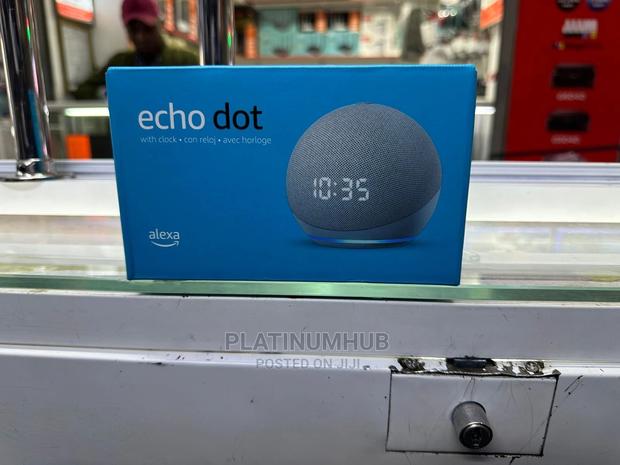 echo dot
with clock • con reloj • avec horloge
10:35
alexa
PLATINUMHUB
POSTED ON JIJI